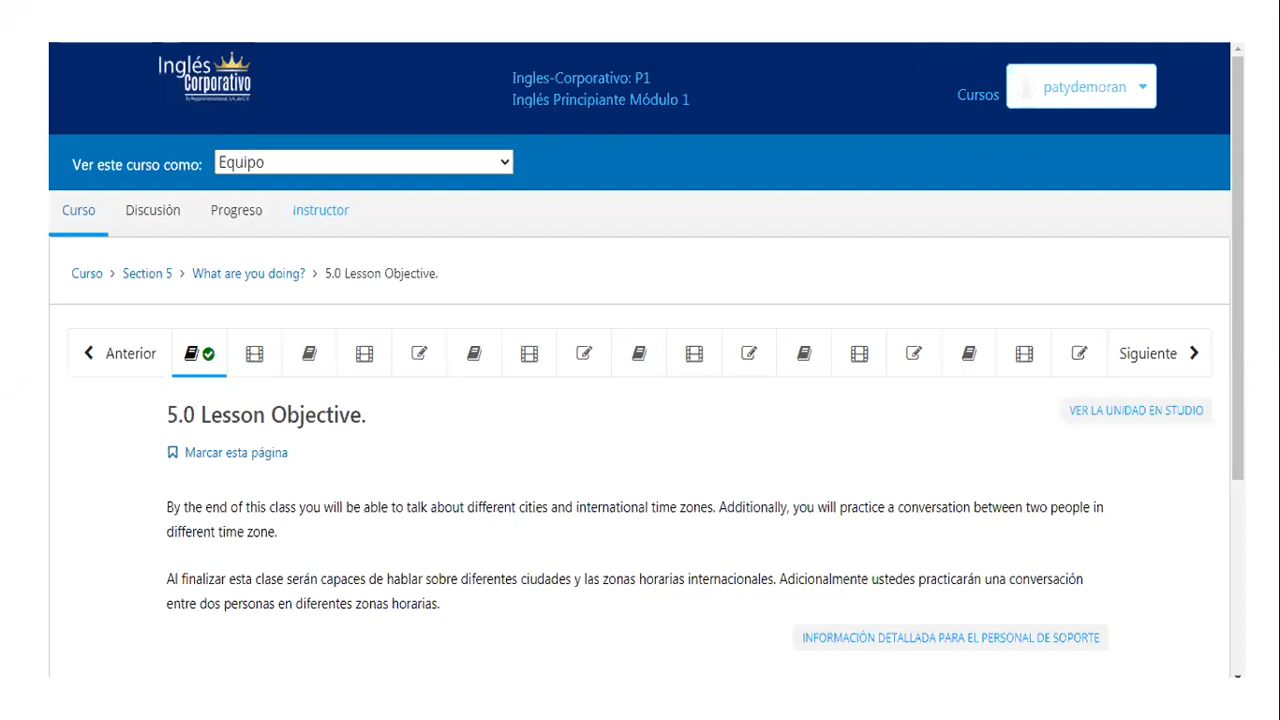 Inglés
Corporativo
Ingles-Corporativo: P1
Inglés Principiante Módulo 1
Cursos
patydemoran
Ver este curso como:
Equipo
Curso
Discusión
Progreso
Instructor
Curso > Section 5 > What are you doing? > 5.0 Lesson Objective.
Anterior
Siguiente
5.0 Lesson Objective.
VER LA UNIDAD EN STUDIO
Marcar esta página
By the end of this class you will be able to talk about different cities and international time zones. Additionally, you will practice a conversation between two people in
different time zone.
Al finalizar esta clase serán capaces de hablar sobre diferentes ciudades y las zonas horarias internacionales. Adicionalmente ustedes practicarán una conversación
entre dos personas en diferentes zonas horarias.
INFORMACIÓN DETALLADA PARA EL PERSONAL DE SOPORTE